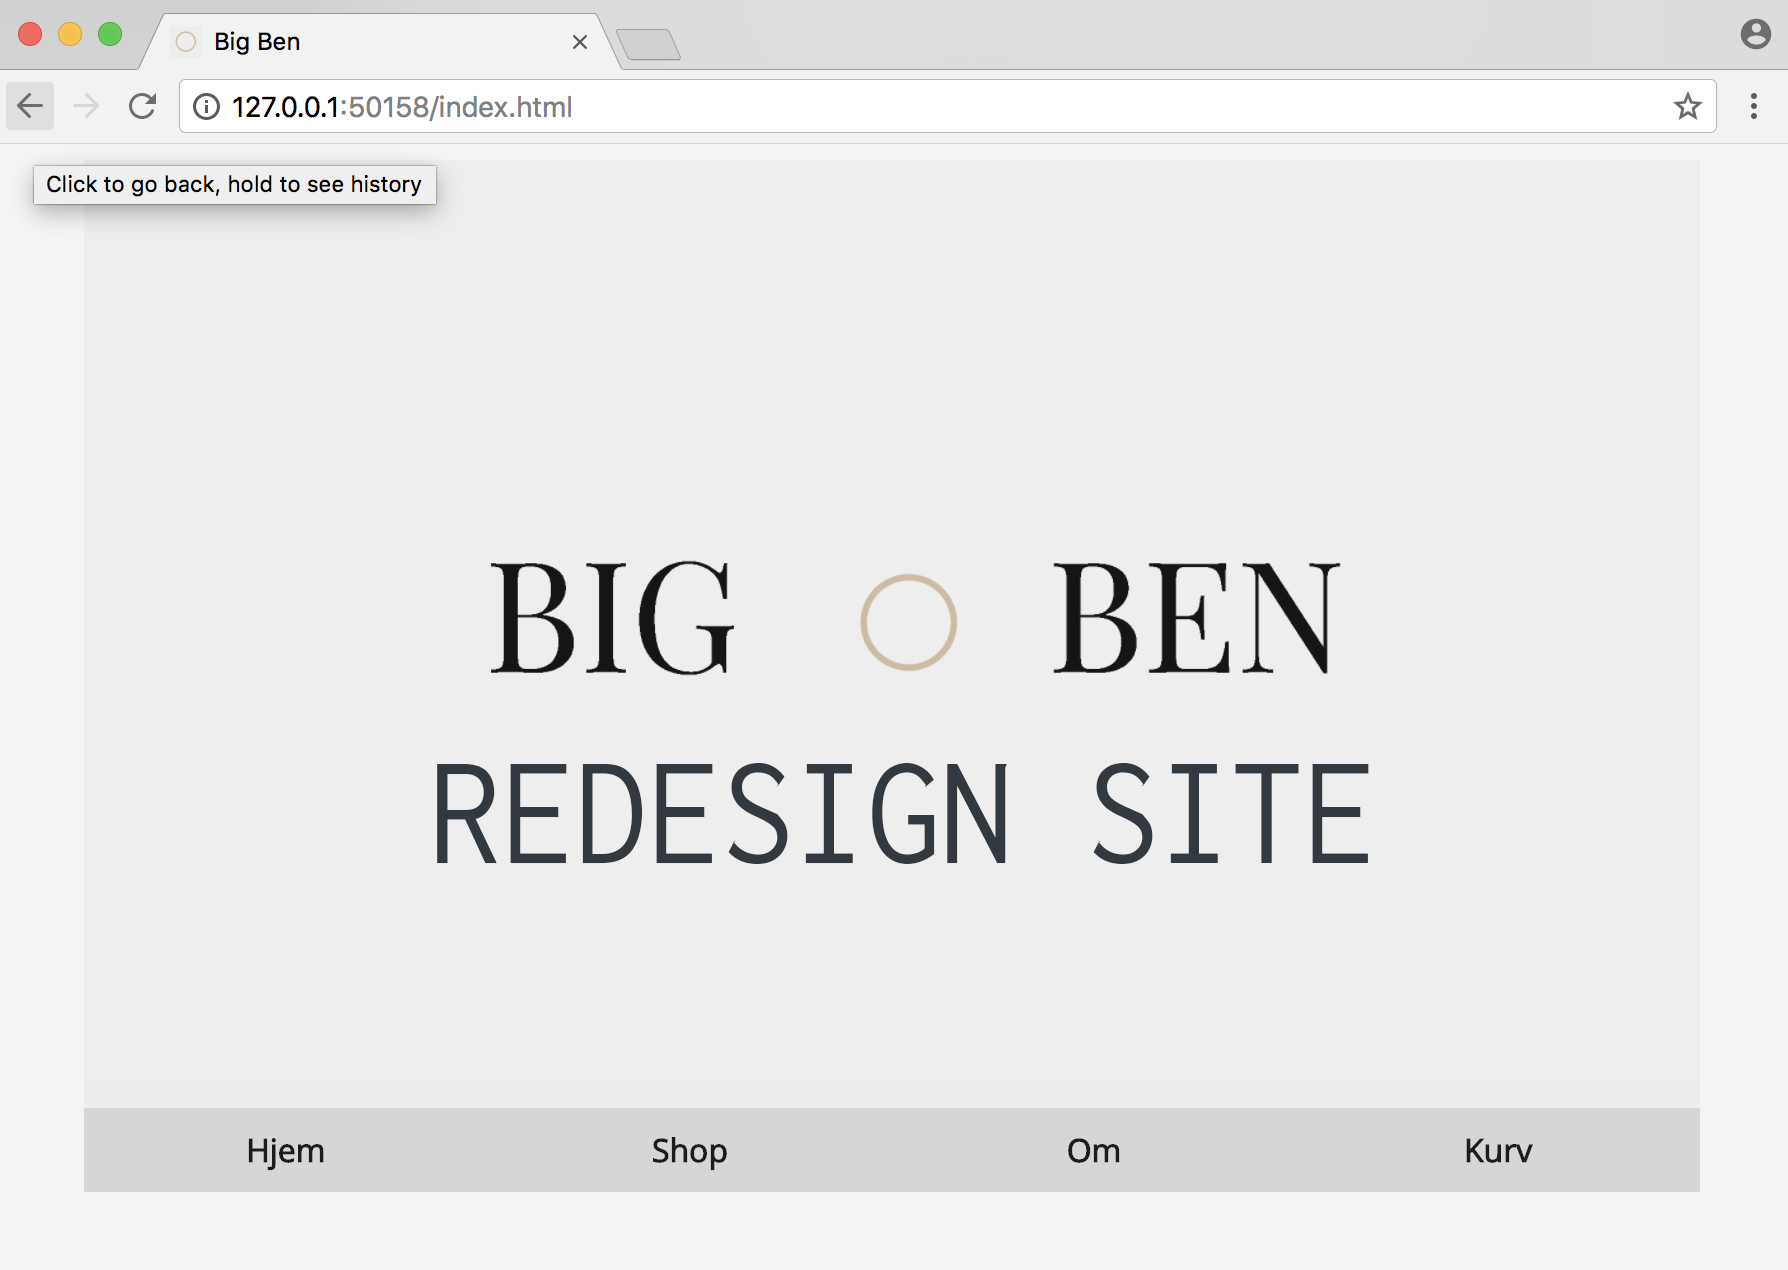 Big Ben
127.0.0.1:50158/index.html
Click to go back, hold to see history
BIG BEN
REDESIGN SITE
Hjem Shop Om Kurv